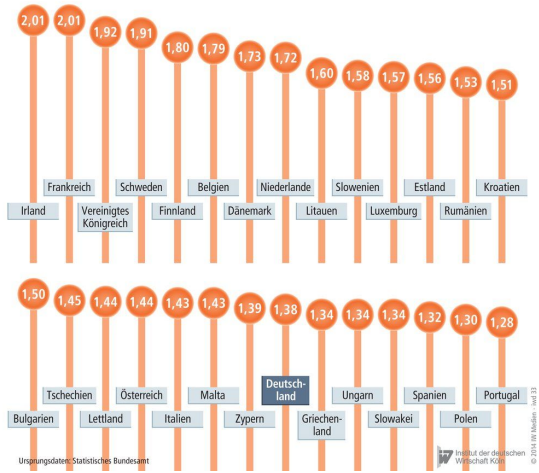 2,01 2,01 1,92 1,91 1,80 1,79 1,73 1,72 1,60 1,58 1,57 1,56 1,53 1,51
Frankreich Schweden Belgien Niederlande Slowenien Estland Kroatien
Irland Vereinigtes Finnland Dänemark Litauen Luxemburg Rumänien
Königreich
1,50 1,45 1,44 1,44 1,43 1,43 1,39 1,38 1,34 1,34 1,34 1,32 1,30 1,28
Deutsch-
land
Tschechien Österreich Malta Ungarn Spanien Portugal
Bulgarien Lettland Italien Zypern Griechen- Slowakei Polen
land
Ursprungsdaten: Statistisches Bundesamt
iw Institut der deutschen
Wirtschaft Köln
© 2014 IW Medien - iwd 33